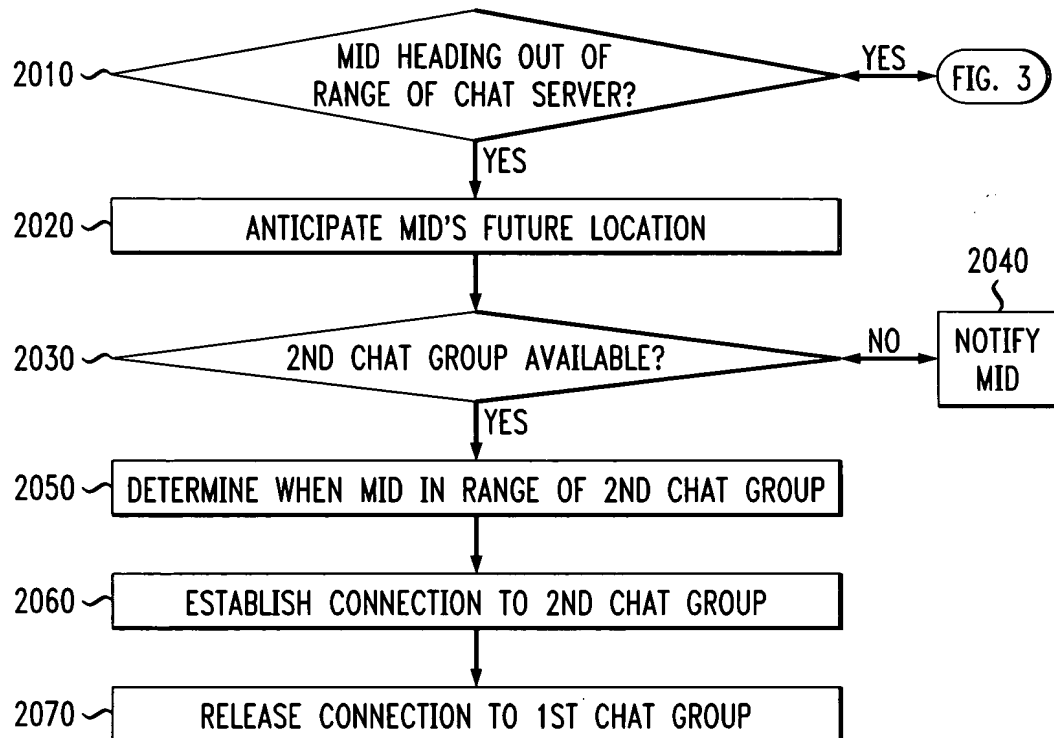 2010
MID HEADING OUT OF
RANGE OF CHAT SERVER?
YES
FIG. 3
YES
2020
ANTICIPATE MID'S FUTURE LOCATION
2040
2030
2ND CHAT GROUP AVAILABLE?
NO
NOTIFY
MID
YES
2050
DETERMINE WHEN MID IN RANGE OF 2ND CHAT GROUP
2060
ESTABLISH CONNECTION TO 2ND CHAT GROUP
2070
RELEASE CONNECTION TO 1ST CHAT GROUP